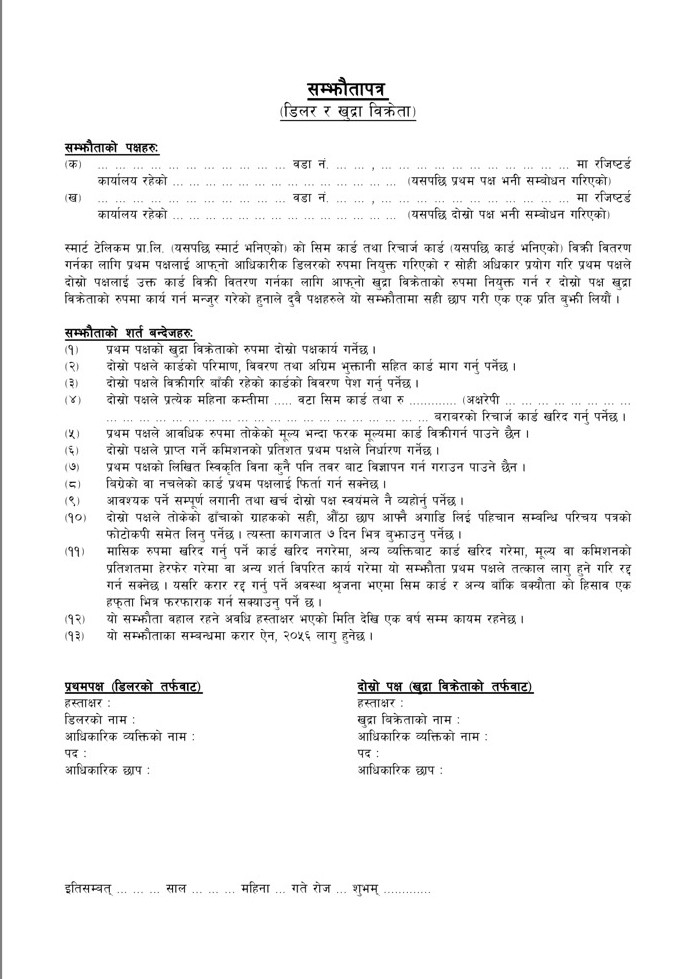 सम्झौतापत्र
(डिलर र खुद्रा विक्रेता)
सम्झौताको पक्षहरुः
(क) ... ... ... ... ... ... ... ... ... ... ... वडा नं. ... ... , ... ... ... ... ... ... ... ... ... ... ... मा रजिष्टर्ड
कार्यालय रहेको ... ... ... ... ... ... ... ... ... ... ... ... ... (यसपछि प्रथम पक्ष भनी सम्बोधन गरिएको)
(ख) ... ... ... ... ... ... ... ... ... ... ... वडा नं. ... ... , ... ... ... ... ... ... ... ... ... ... ... मा रजिष्टर्ड
कार्यालय रहेको ... ... ... ... ... ... ... ... ... ... ... ... ... (यसपछि दोस्रो पक्ष भनी सम्बोधन गरिएको)
स्मार्ट टेलिकम प्रा.लि. (यसपछि स्मार्ट भनिएको) को सिम कार्ड तथा रिचार्ज कार्ड (यसपछि कार्ड भनिएको) विक्री वितरण
गर्नका लागि प्रथम पक्षलाई आफ्नो आधिकारीक डिलरको रुपमा नियुक्त गरिएको र सोही अधिकार प्रयोग गरि प्रथम पक्षले
दोस्रो पक्षलाई उक्त कार्ड विक्री वितरण गर्नका लागि आफ्नो खुद्रा विक्रेताको रुपमा नियुक्त गर्न र दोस्रो पक्ष खुद्रा
विक्रेताको रुपमा कार्य गर्न मन्जुर गरेको हुनाले दुवै पक्षहरुले यो सम्झौतामा सही छाप गरी एक एक प्रति बुझी लियौं ।
सम्झौताको शर्त बन्देजहरुः
(१) प्रथम पक्षको खुद्रा विक्रेताको रुपमा दोस्रो पक्षकार्य गर्नेछ ।
(२) दोस्रो पक्षले कार्डको परिमाण, विवरण तथा अग्रिम भुक्तानी सहित कार्ड माग गर्नु पर्नेछ ।
(३) दोस्रो पक्षले विक्रीगरि बाँकी रहेको कार्डको विवरण पेश गर्नु पर्नेछ ।
(४) दोस्रो पक्षले प्रत्येक महिना कम्तीमा ..... वटा सिम कार्ड तथा रु ............ (अक्षरेपी ... ... ... ... ... ... ...
... ... ... ... ... ... ... ... ... ... ... ... ... ... ... ... ... ... बराबरको रिचार्ज कार्ड खरिद गर्नु पर्नेछ ।
(५) प्रथम पक्षले आवधिक रुपमा तोकेको मूल्य भन्दा फरक मूल्यमा कार्ड विक्रीगर्न पाउने छैन ।
(६) दोस्रो पक्षले प्राप्त गर्ने कमिशनको प्रतिशत प्रथम पक्षले निर्धारण गर्नेछ ।
(७) प्रथम पक्षको लिखित स्विकृति विना कुनै पनि तवर बाट विज्ञापन गर्न गराउन पाउने छैन ।
(८) बिग्रेको वा नचलेको कार्ड प्रथम पक्षलाई फिर्ता गर्न सक्नेछ ।
(९) आवश्यक पर्ने सम्पूर्ण लगानी तथा खर्च दोस्रो पक्ष स्वयंमले नै व्यहोर्नु पर्नेछ ।
(१०) दोस्रो पक्षले तोकेको ढाँचाको ग्राहकको सही, औंठा छाप आफ्नै अगाडि लिई पहिचान सम्बन्धि परिचय पत्रको
फोटोकपी समेत लिनु पर्नेछ । त्यस्ता कागजात ७ दिन भित्र बुझाउनु पर्नेछ ।
(११) मासिक रुपमा खरिद गर्नु पर्ने कार्ड खरिद नगरेमा, अन्य व्यक्तिबाट कार्ड खरिद गरेमा, मूल्य वा कमिशनको
प्रतिशतमा हेरफेर गरेमा वा अन्य शर्त विपरित कार्य गरेमा यो सम्झौता प्रथम पक्षले तत्काल लागु हुने गरि रद्द
गर्न सक्नेछ । यसरि करार रद्द गर्नु पर्ने अवस्था श्रृजना भएमा सिम कार्ड र अन्य बाँकि बक्यौता को हिसाव एक
हफ्ता भित्र फरफाराक गर्न सक्याउनु पर्ने छ ।
(१२) यो सम्झौता वहाल रहने अवधि हस्ताक्षर भएको मिति देखि एक वर्ष सम्म कायम रहनेछ ।
(१३) यो सम्झौताका सम्बन्धमा करार ऐन, २०५६ लागु हुनेछ ।
प्रथमपक्ष (डिलरको तर्फवाट)
हस्ताक्षर :
डिलरको नाम :
आधिकारिक व्यक्तिको नाम :
पद :
आधिकारिक छाप :
दोस्रो पक्ष (खुद्रा विक्रेताको तर्फवाट)
हस्ताक्षर :
खुद्रा बिक्रेताको नाम :
आधिकारिक व्यक्तिको नाम :
पद :
आधिकारिक छाप :
इतिसम्वत् ... ... ... साल ... ... ... महिना ... गते रोज ... शुभम् .............